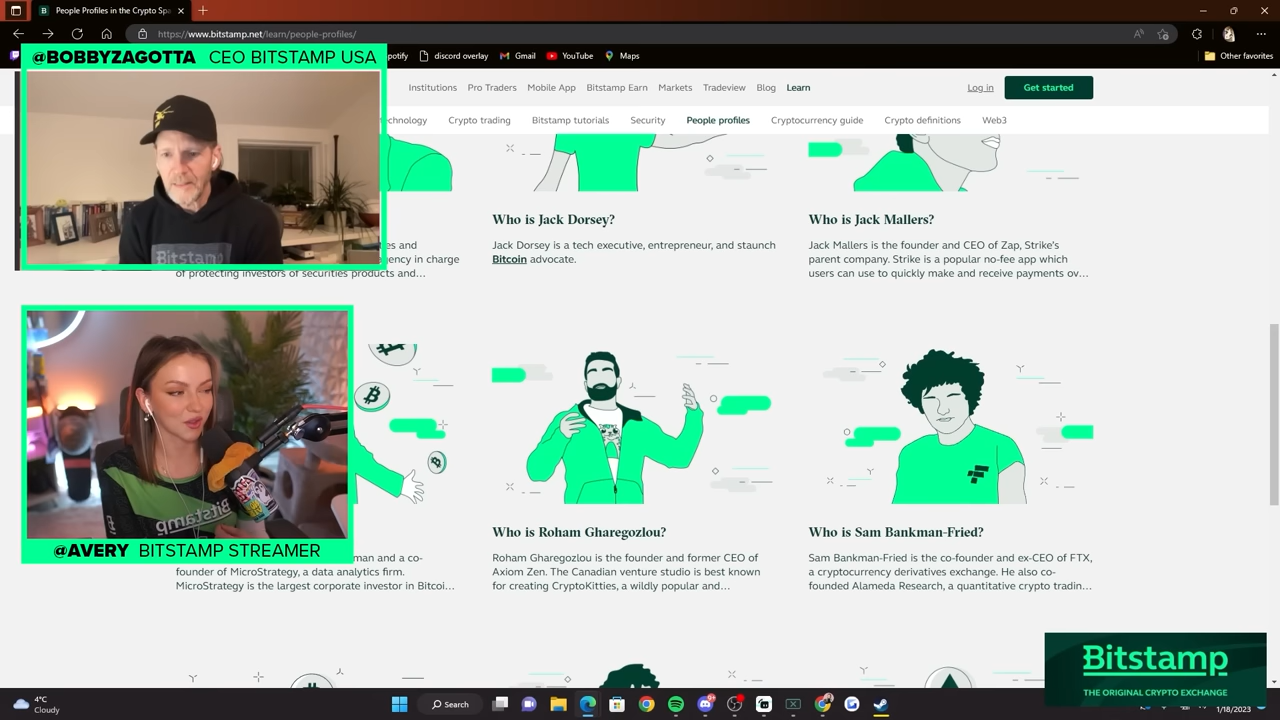 People Profiles in the Crypto Spa
https://www.bitstamp.net/learn/people-profiles/
discord overlay
Gmail
YouTube
Maps
Other favorites
@BOBBYZAGOTTA CEO BITSTAMP USA
Institutions
Pro Traders
Mobile App
Bitstamp Earn
Markets
Tradeview
Blog
Learn
Log in
Get started
Crypto trading
Bitstamp tutorials
Security
People profiles
Cryptocurrency guide
Crypto definitions
Web3
Bitstamp
of protecting investors of securities products and…
Who is Jack Dorsey?
Jack Dorsey is a tech executive, entrepreneur, and staunch
Bitcoin advocate.
Who is Jack Mallers?
Jack Mallers is the founder and CEO of Zap, Strike's
parent company. Strike is a popular no-fee app which
users can use to quickly make and receive payments ov…
Bitstamp
@AVERY BITSTAMP STREAMER
man and a co-
founder of MicroStrategy, a data analytics firm.
MicroStrategy is the largest corporate investor in Bitcoi…
Who is Roham Gharegozlou?
Roham Gharegozlou is the founder and former CEO of
Axiom Zen. The Canadian venture studio is best known
for creating CryptoKitties, a wildly popular and…
Who is Sam Bankman-Fried?
Sam Bankman-Fried is the co-founder and ex-CEO of FTX,
a cryptocurrency derivatives exchange. He also co-
founded Alameda Research, a quantitative crypto tradin…
Bitstamp
THE ORIGINAL CRYPTO EXCHANGE
4°C
Cloudy
Search
1/18/2023